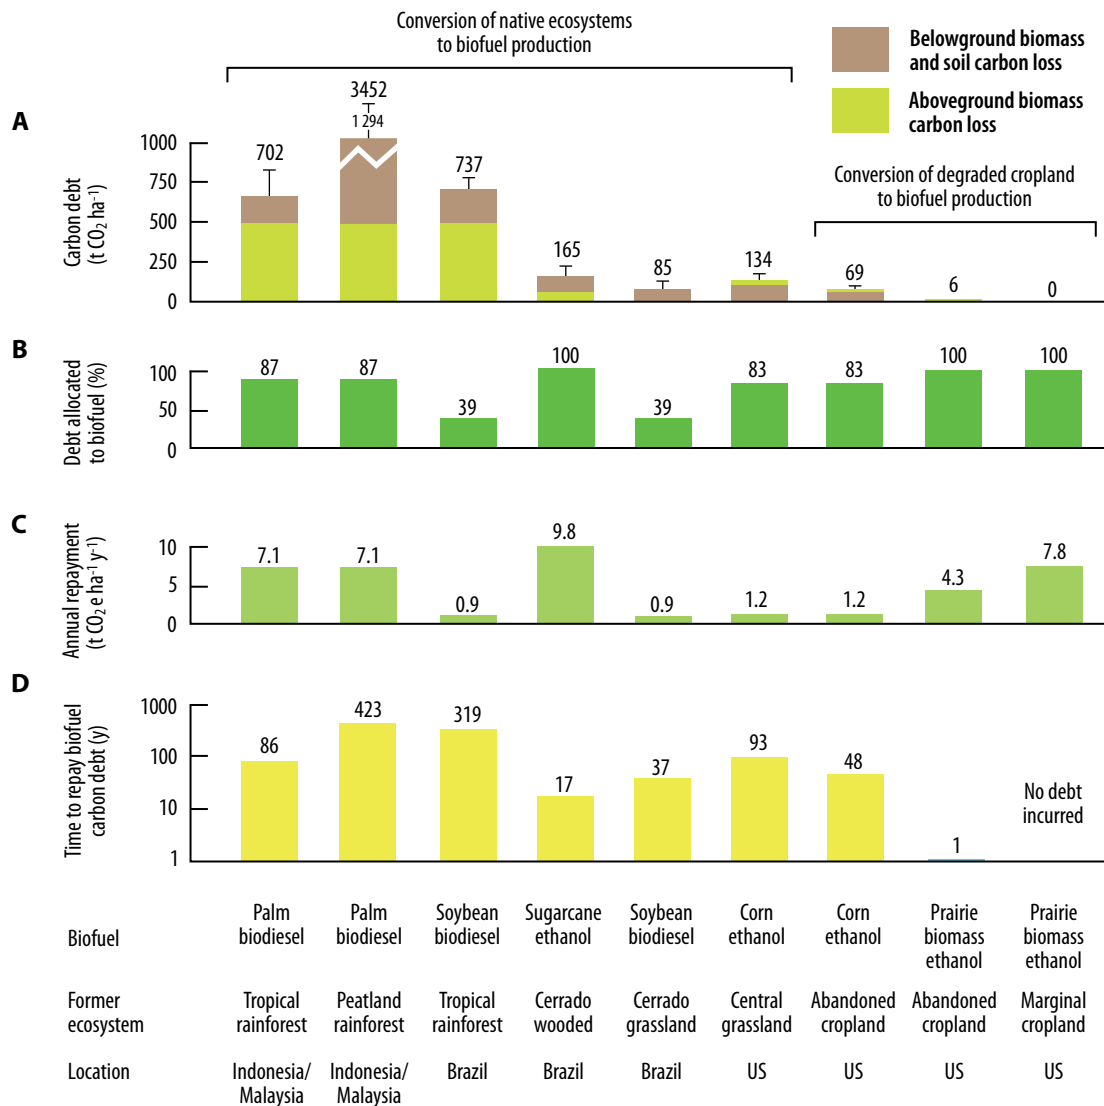 Conversion of native ecosystems
to biofuel production
Belowground biomass
and soil carbon loss
Aboveground biomass
carbon loss
Conversion of degraded cropland
to biofuel production
A
Carbon debt
(t CO₂ ha⁻¹)
1000
750
500
250
0
702
3452
1 294
737
165
85
134
69
6
0
B
Debt allocated
to biofuel (%)
100
50
0
87
87
39
100
39
83
83
100
100
C
Annual repayment
(t CO₂ e ha⁻¹ y⁻¹)
10
5
0
7.1
7.1
0.9
9.8
0.9
1.2
1.2
4.3
7.8
D
Time to repay biofuel
carbon debt (y)
1000
100
10
1
86
423
319
17
37
93
48
1
No debt
incurred
Biofuel
Palm
biodiesel
Palm
biodiesel
Soybean
biodiesel
Sugarcane
ethanol
Soybean
biodiesel
Corn
ethanol
Corn
ethanol
Prairie
biomass
ethanol
Prairie
biomass
ethanol
Former
ecosystem
Tropical
rainforest
Peatland
rainforest
Tropical
rainforest
Cerrado
wooded
Cerrado
grassland
Central
grassland
Abandoned
cropland
Abandoned
cropland
Marginal
cropland
Location
Indonesia/
Malaysia
Indonesia/
Malaysia
Brazil
Brazil
Brazil
US
US
US
US